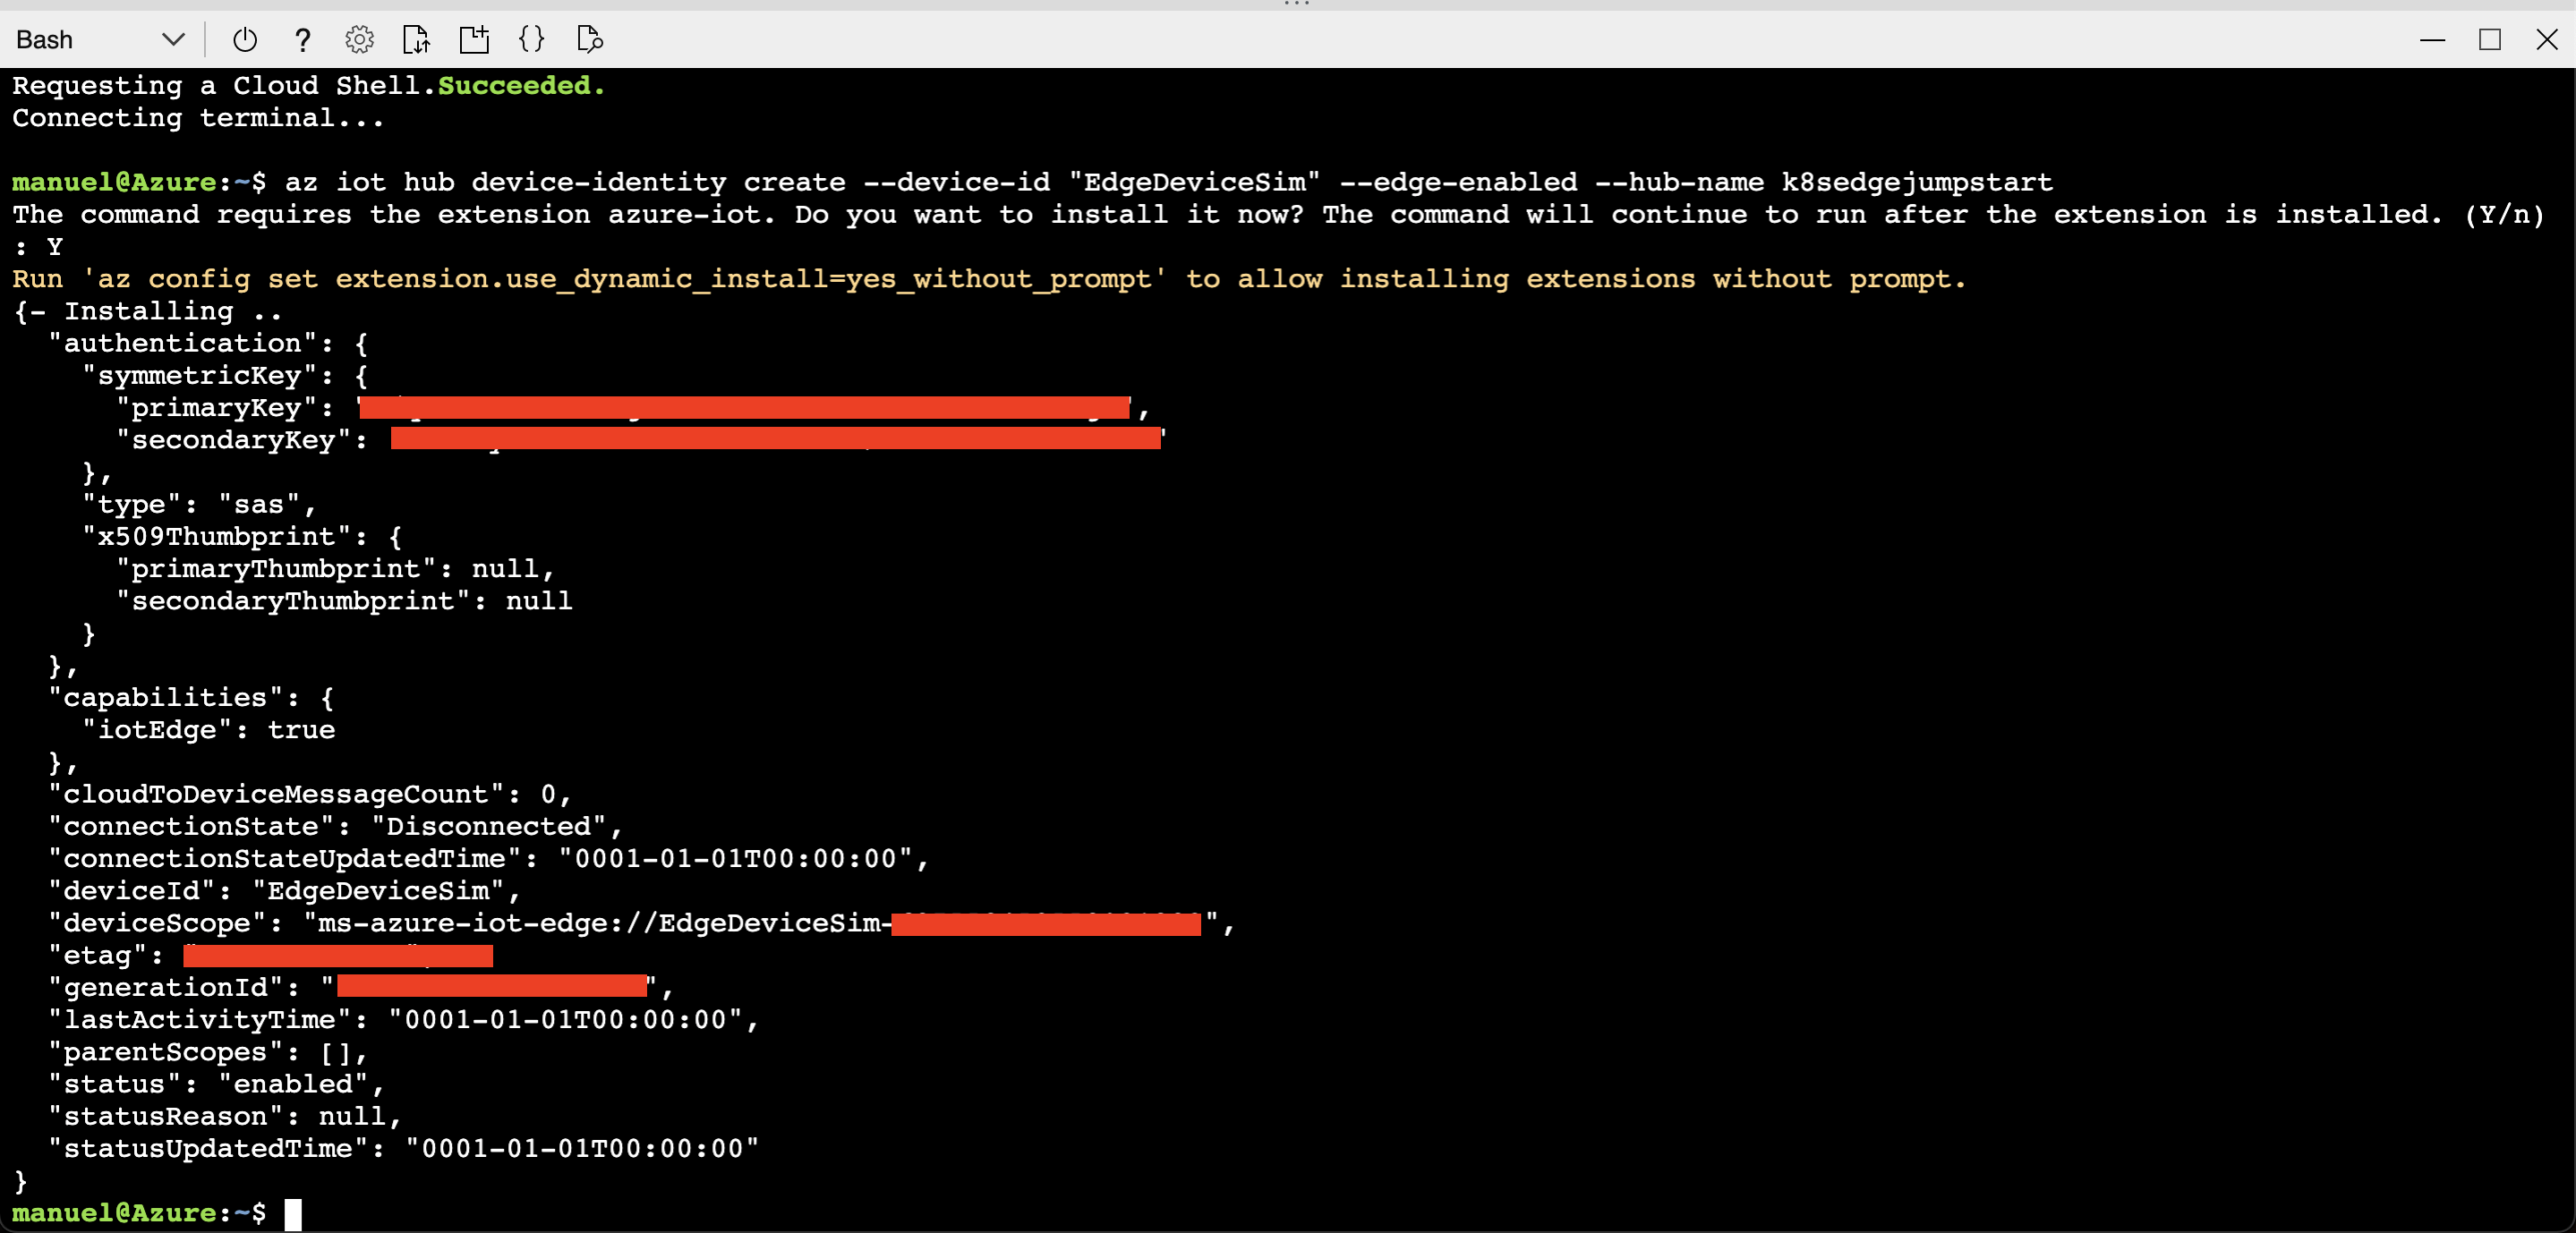 Bash
Requesting a Cloud Shell.Succeeded.
Connecting terminal...
manuel@Azure:~$ az iot hub device-identity create --device-id "EdgeDeviceSim" --edge-enabled --hub-name k8sedgejumpstart
The command requires the extension azure-iot. Do you want to install it now? The command will continue to run after the extension is installed. (Y/n)
: Y
Run 'az config set extension.use_dynamic_install=yes_without_prompt' to allow installing extensions without prompt.
{- Installing ..
  "authentication": {
    "symmetricKey": {
      "primaryKey": ",
      "secondaryKey":
    },
    "type": "sas",
    "x509Thumbprint": {
      "primaryThumbprint": null,
      "secondaryThumbprint": null
    }
  },
  "capabilities": {
    "iotEdge": true
  },
  "cloudToDeviceMessageCount": 0,
  "connectionState": "Disconnected",
  "connectionStateUpdatedTime": "0001-01-01T00:00:00",
  "deviceId": "EdgeDeviceSim",
  "deviceScope": "ms-azure-iot-edge://EdgeDeviceSim-",
  "etag":
  "generationId": "",
  "lastActivityTime": "0001-01-01T00:00:00",
  "parentScopes": [],
  "status": "enabled",
  "statusReason": null,
  "statusUpdatedTime": "0001-01-01T00:00:00"
}
manuel@Azure:~$